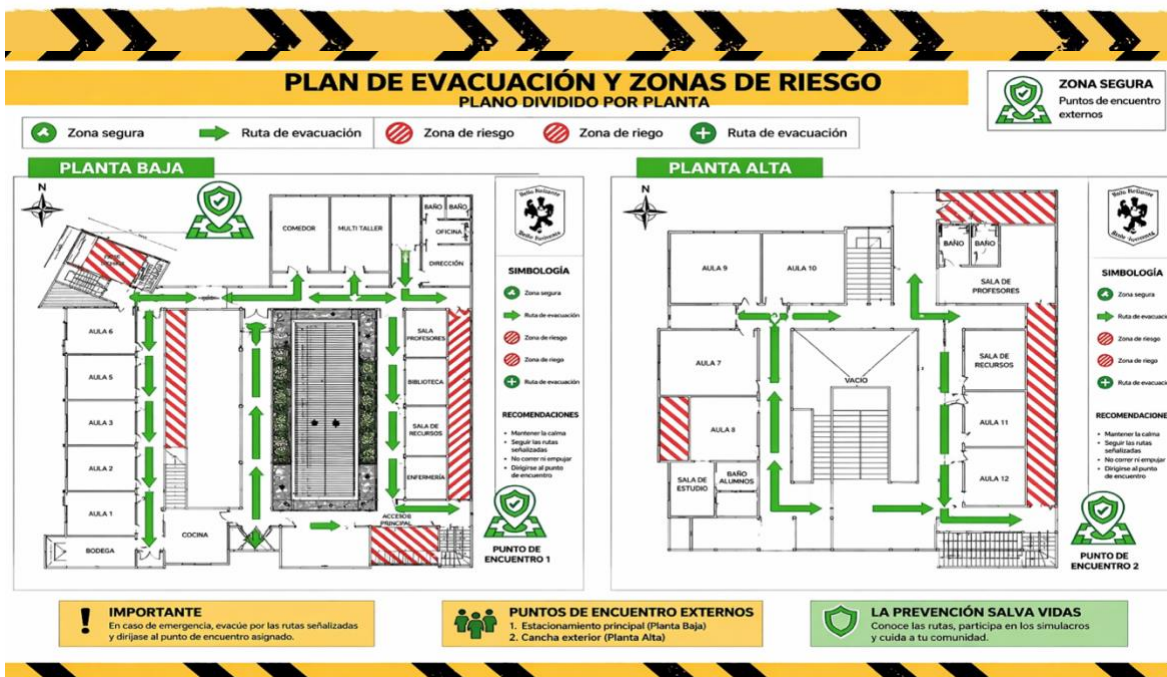 PLAN DE EVACUACIÓN Y ZONAS DE RIESGO
PLANO DIVIDIDO POR PLANTA
ZONA SEGURA
Puntos de encuentro
externos
Zona segura
Ruta de evacuación
Zona de riesgo
Zona de riego
Ruta de evacuación
PLANTA BAJA
N
COMEDOR
MULTI TALLER
BAÑO
BAÑO
OFICINA
DIRECCIÓN
AULA 6
AULA 5
AULA 3
AULA 2
AULA 1
BODEGA
COCINA
SALA
PROFESORES
BIBLIOTECA
SALA
DE RECURSOS
ENFERMERÍA
ACCESOS
PRINCIPAL
SIMBOLOGÍA
Zona segura
Ruta de evacuación
Zona de riesgo
Zona de riego
Ruta de evacuación
RECOMENDACIONES
• Mantener la calma
• Seguir las rutas
señalizadas
• No correr ni empujar
• Dirigirse al punto
de encuentro
PUNTO DE
ENCUENTRO 1
PLANTA ALTA
N
AULA 9
AULA 10
BAÑO
BAÑO
SALA DE
PROFESORES
AULA 7
VACIO
SALA DE
RECURSOS
AULA 8
AULA 11
SALA DE
ESTUDIO
BAÑO
ALUMNOS
AULA 12
SIMBOLOGÍA
Zona segura
Ruta de evacuación
Zona de riesgo
Zona de riego
Ruta de evacuació
RECOMENDACIONES
• Mantener la calma
• Seguir las rutas
señalizadas
• No correr ni empujar
• Dirigirse al punto
de encuentro
PUNTO DE
ENCUENTRO 2
IMPORTANTE
En caso de emergencia, evacúe por las rutas señalizadas
y diríjase al punto de encuentro asignado.
PUNTOS DE ENCUENTRO EXTERNOS
1. Estacionamiento principal (Planta Baja)
2. Cancha exterior (Planta Alta)
LA PREVENCIÓN SALVA VIDAS
Conoce las rutas, participa en los simulacros
y cuida a tu comunidad.